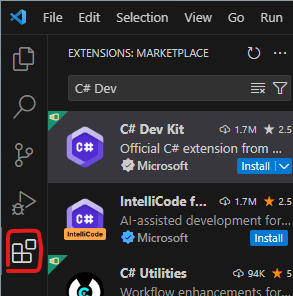 File Edit Selection View Go Run
EXTENSIONS: MARKETPLACE
C# Dev
C# Dev Kit 1.7M 2.5
Official C# extension from ...
Microsoft Install
IntelliCode f... 1.7M 2.5
AI-assisted development for...
Microsoft Install
C# Utilities 94K 5
Workflow enhancements for
C#
C#
IntelliCode